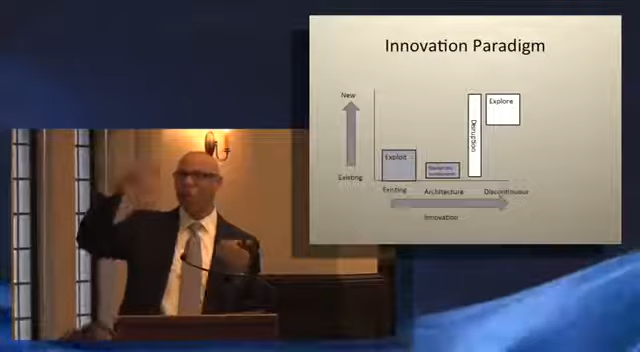 Innovation Paradigm
New
Explore
Disruption
Exploit
Existing
Existing
Architecture
Discontinuous
Innovation